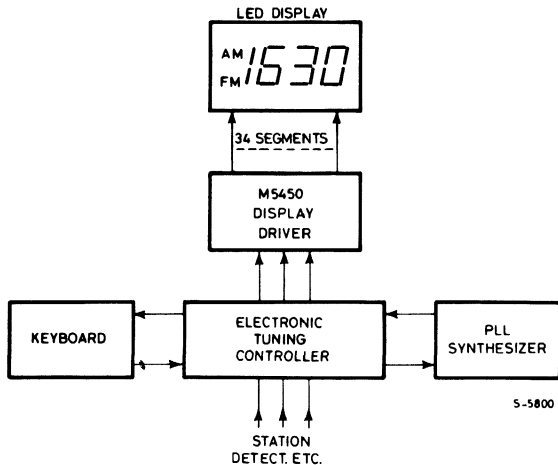 LED DISPLAY
AM
FM
1630
34 SEGMENTS
M5450
DISPLAY
DRIVER
KEYBOARD
ELECTRONIC
TUNING
CONTROLLER
PLL
SYNTHESIZER
S-5800
STATION
DETECT. ETC.